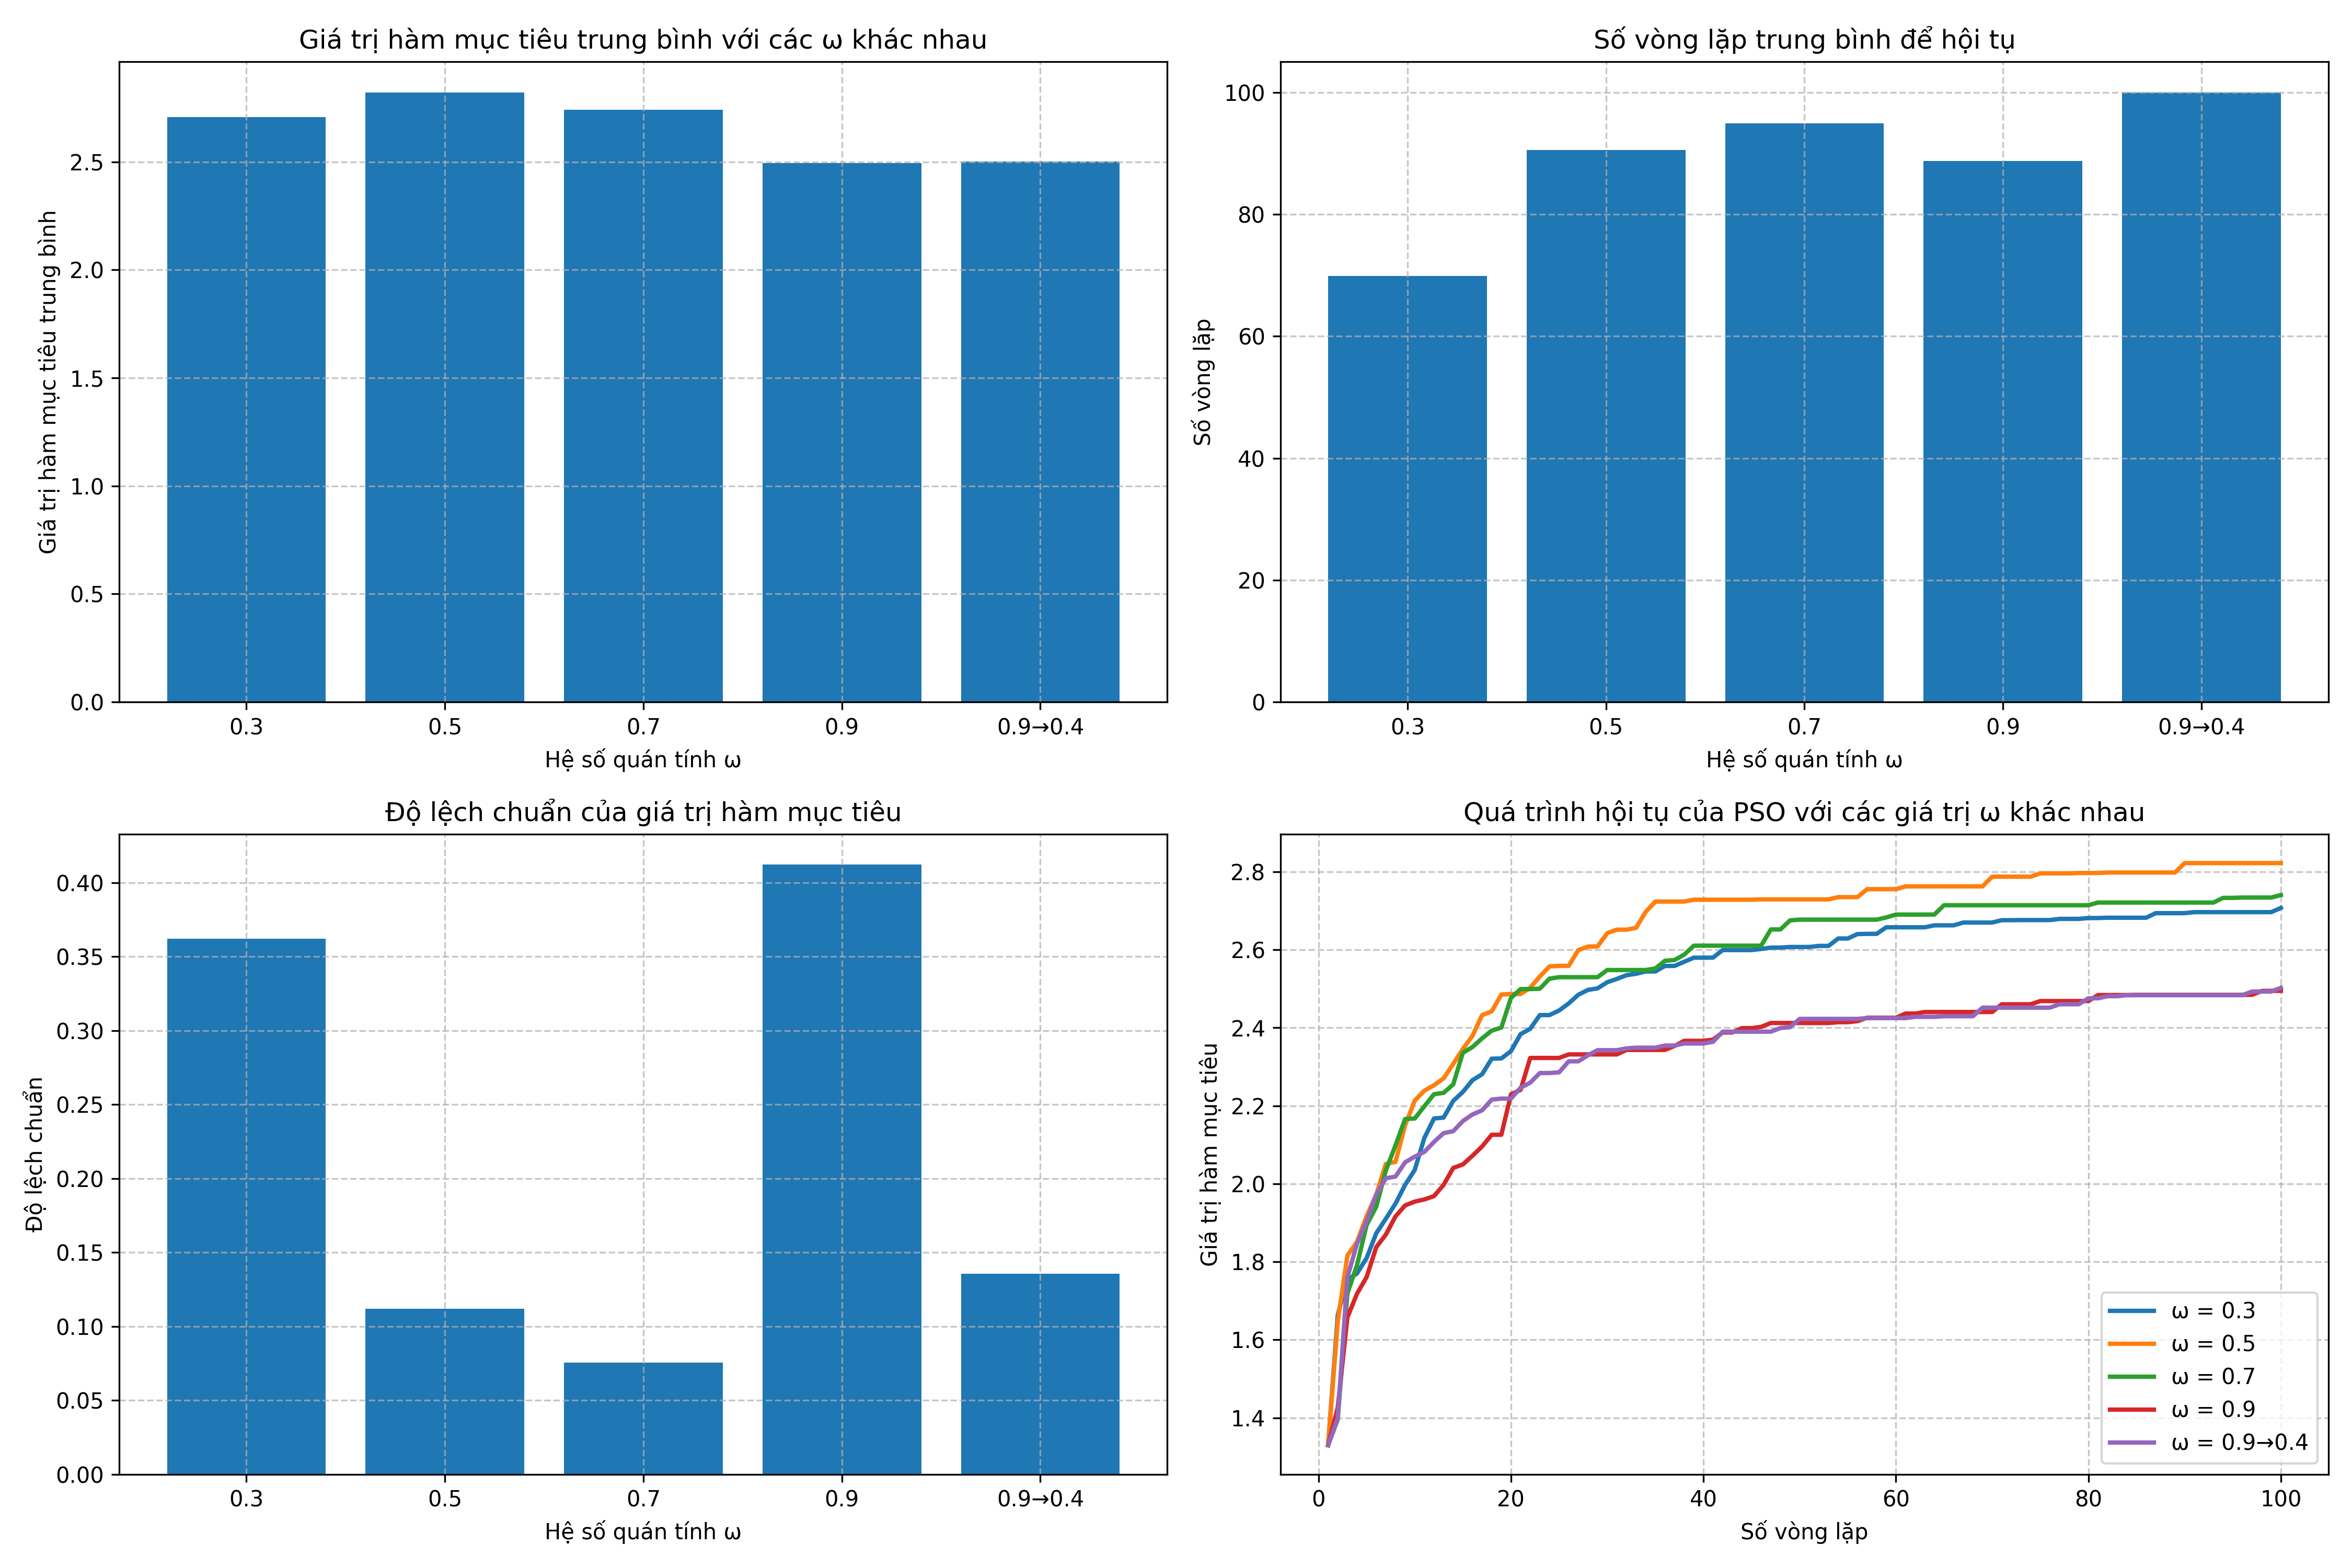 Giá trị hàm mục tiêu trung bình với các ω khác nhau
Giá trị hàm mục tiêu trung bình
2.5
2.0
1.5
1.0
0.5
0.0
0.3 0.5 0.7 0.9 0.9→0.4
Hệ số quán tính ω
Số vòng lặp trung bình để hội tụ
Số vòng lặp
100
80
60
40
20
0
0.3 0.5 0.7 0.9 0.9→0.4
Hệ số quán tính ω
Độ lệch chuẩn của giá trị hàm mục tiêu
Độ lệch chuẩn
0.40
0.35
0.30
0.25
0.20
0.15
0.10
0.05
0.00
0.3 0.5 0.7 0.9 0.9→0.4
Hệ số quán tính ω
Quá trình hội tụ của PSO với các giá trị ω khác nhau
Giá trị hàm mục tiêu
2.8
2.6
2.4
2.2
2.0
1.8
1.6
1.4
ω = 0.3
ω = 0.5
ω = 0.7
ω = 0.9
ω = 0.9→0.4
0 20 40 60 80 100
Số vòng lặp